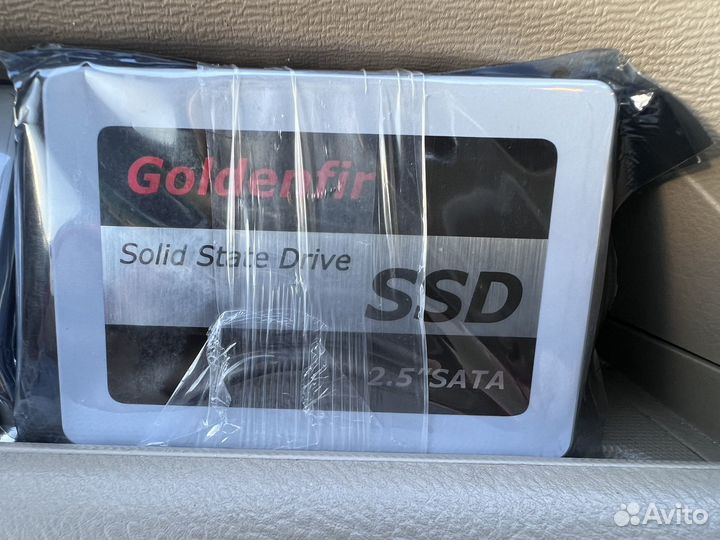 Goldenfir
Solid State Drive
SSD
2.5"SATA
Avito